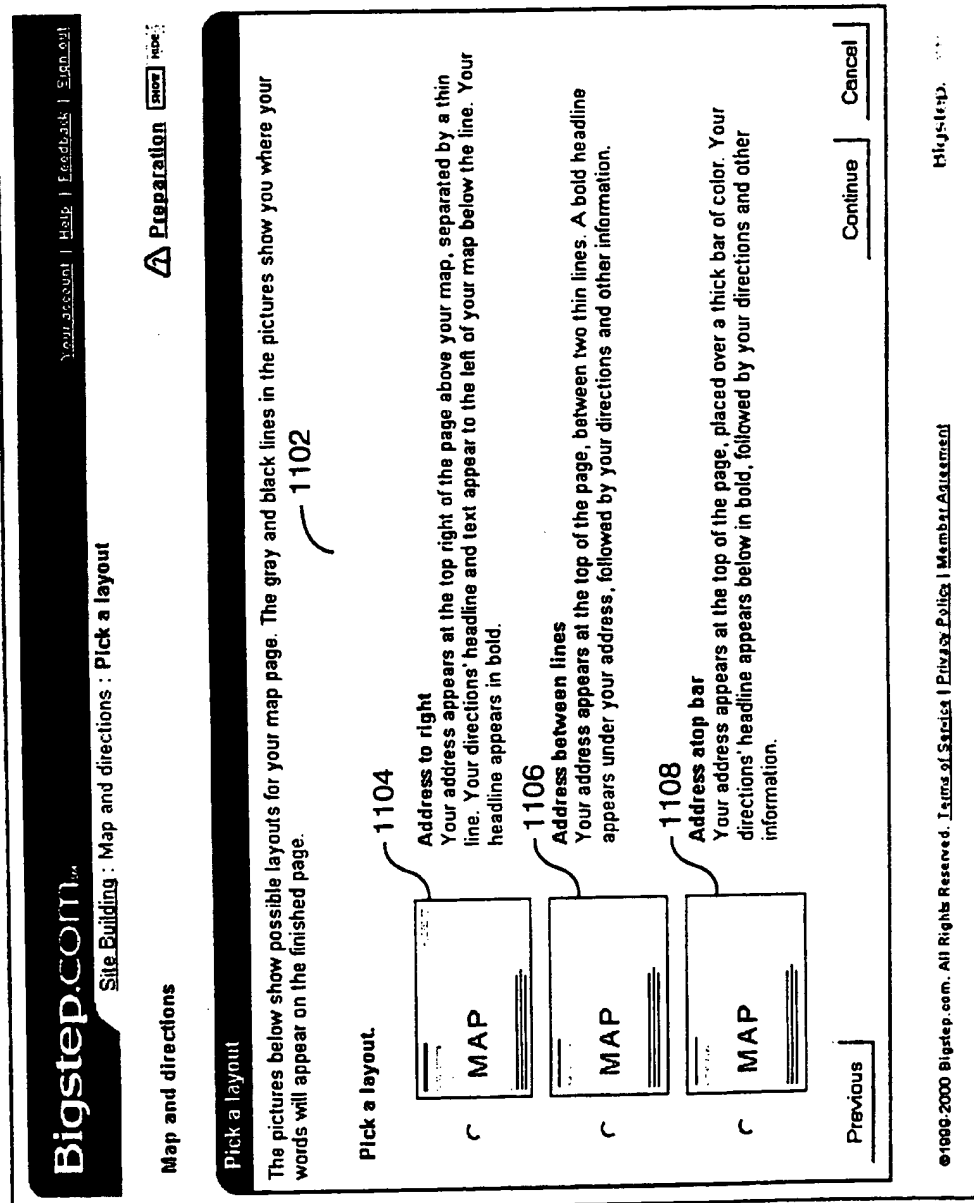 Bigstep.com
Your account | Help | Feedback | Sign out
Site Building : Map and directions : Pick a layout
Map and directions
Preparation SHOW HIDE
Pick a layout
The pictures below show possible layouts for your map page. The gray and black lines in the pictures show you where your
words will appear on the finished page.
1102
Pick a layout.
1104
MAP
Address to right
Your address appears at the top right of the page above your map, separated by a thin
line. Your directions' headline and text appear to the left of your map below the line. Your
headline appears in bold.
1106
MAP
Address between lines
Your address appears at the top of the page, between two thin lines. A bold headline
appears under your address, followed by your directions and other information.
1108
MAP
Address atop bar
Your address appears at the top of the page, placed over a thick bar of color. Your
directions' headline appears below in bold, followed by your directions and other
information.
Previous
Continue
Cancel
©1999-2000 Bigstep.com. All Rights Reserved. Terms of Service | Privacy Policy | Member Agreement
Bigstep.